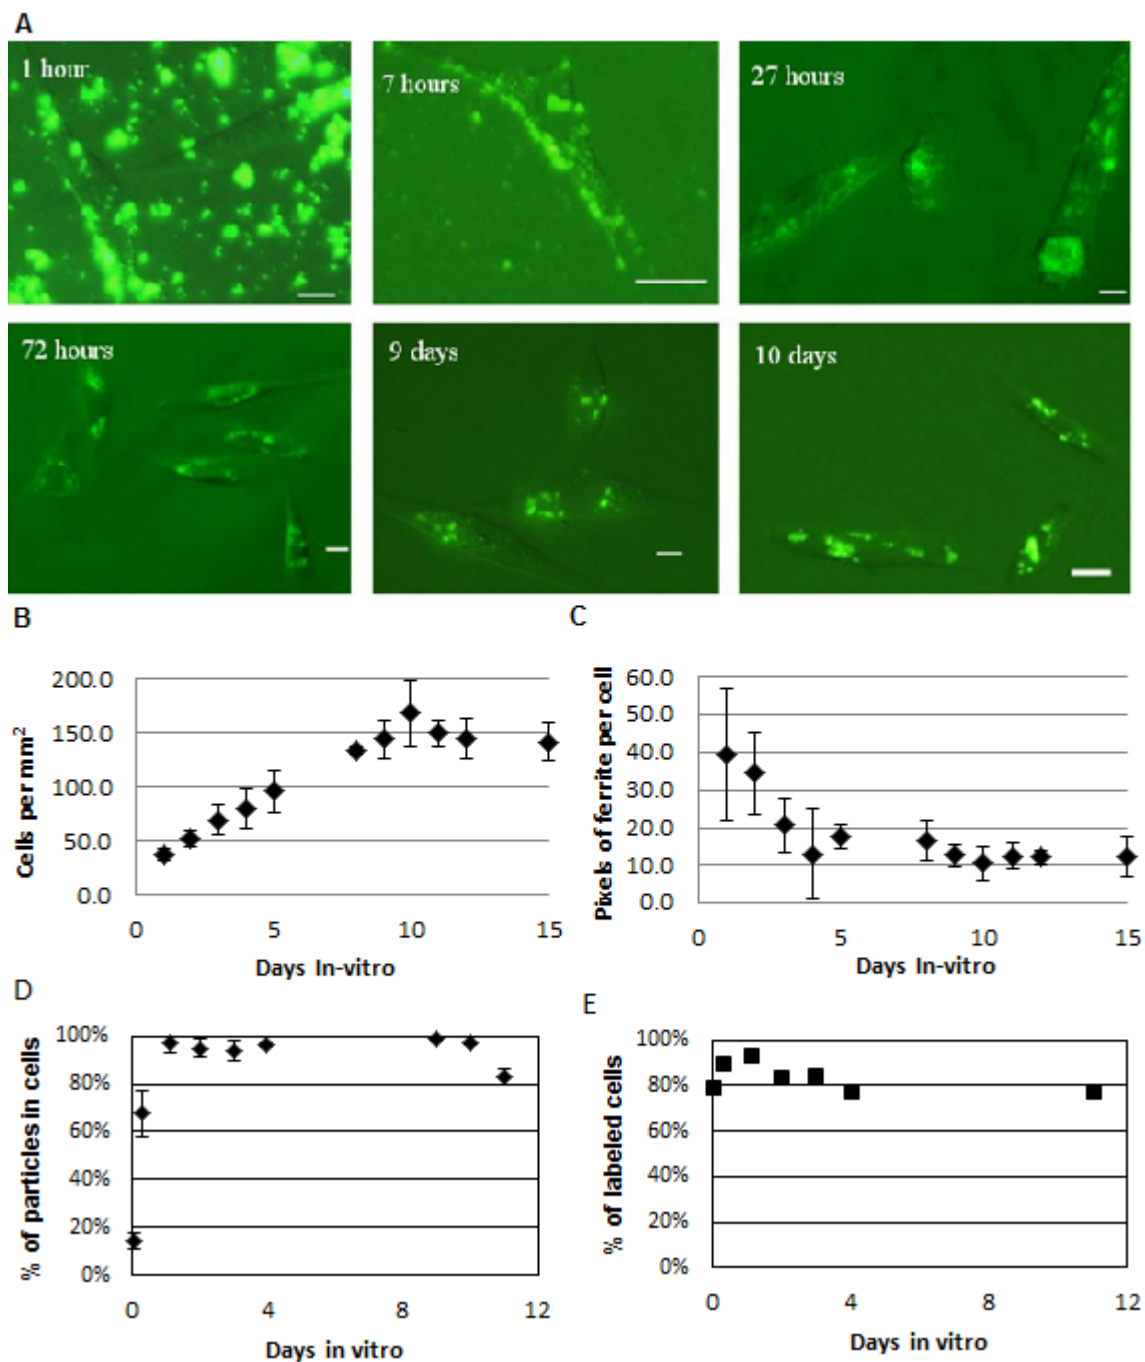 A
1 hour
7 hours
27 hours
72 hours
9 days
10 days
B
C
Cells per mm²
200.0
150.0
100.0
50.0
0.0
0
5
10
15
Days In-vitro
Pixels of ferrite per cell
60.0
50.0
40.0
30.0
20.0
10.0
0.0
0
5
10
15
Days In-vitro
D
E
% of particles in cells
100%
80%
60%
40%
20%
0%
0
4
8
12
Days in vitro
% of labeled cells
100%
80%
60%
40%
20%
0%
0
4
8
12
Days in vitro